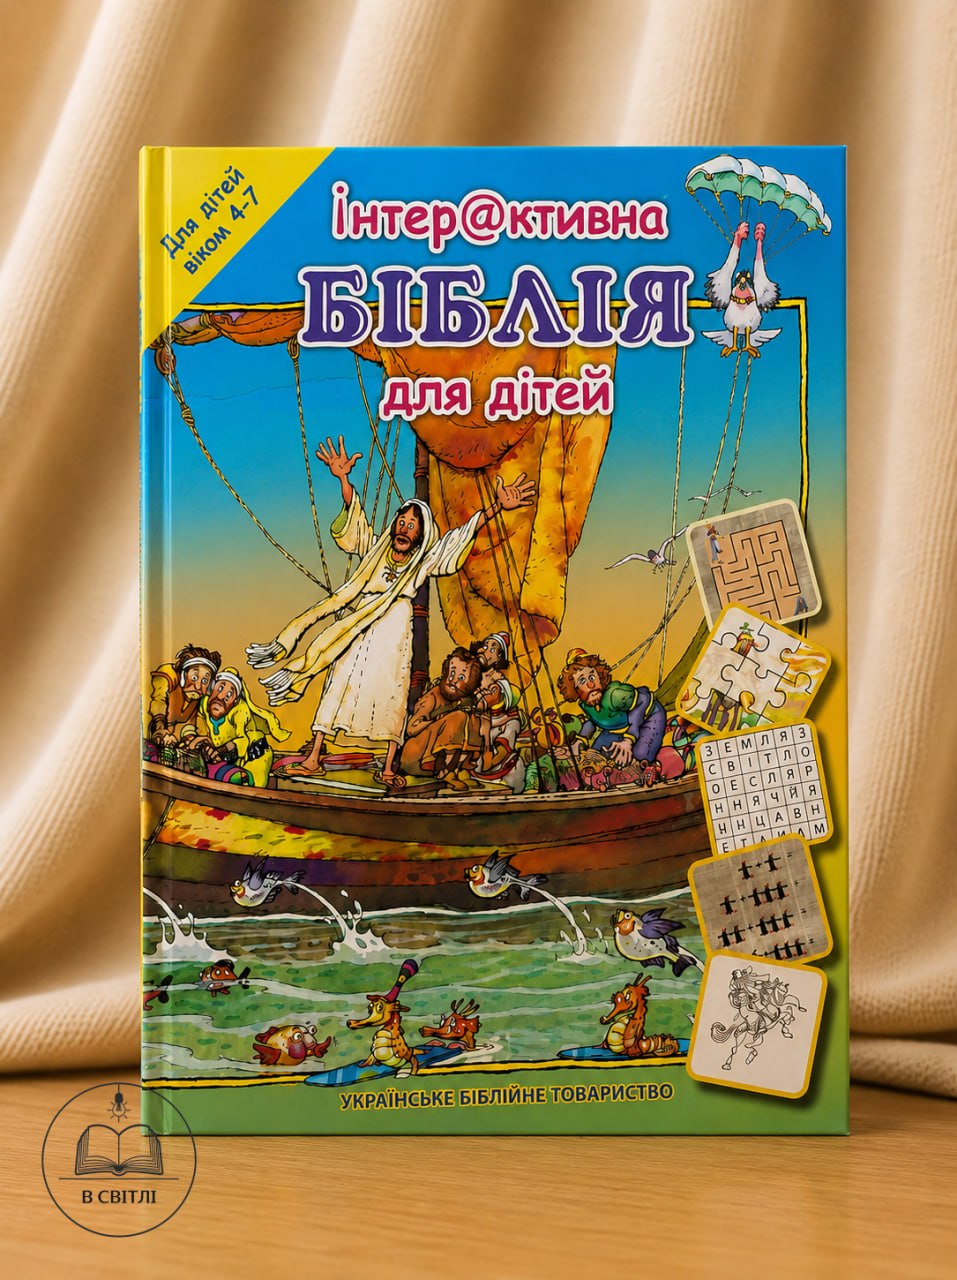 Для дітей
віком 4-7
інтер@ктивна
БІБЛІЯ
для дітей
З Е М Л Я З
С В І Т Л О
О Е С Л Я Р
Н Н Я Ч Й Я
Ч Н Ц А В Н
УКРАЇНСЬКЕ БІБЛІЙНЕ ТОВАРИСТВО
В СВІТЛІ